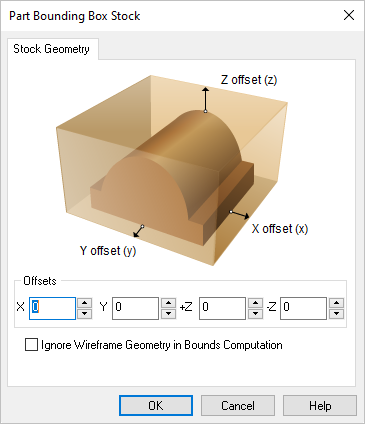 Part Bounding Box Stock
Stock Geometry
Z offset (z)
X offset (x)
Y offset (y)
Offsets
X 0 Y 0 +Z 0 -Z 0
Ignore Wireframe Geometry in Bounds Computation
OK Cancel Help